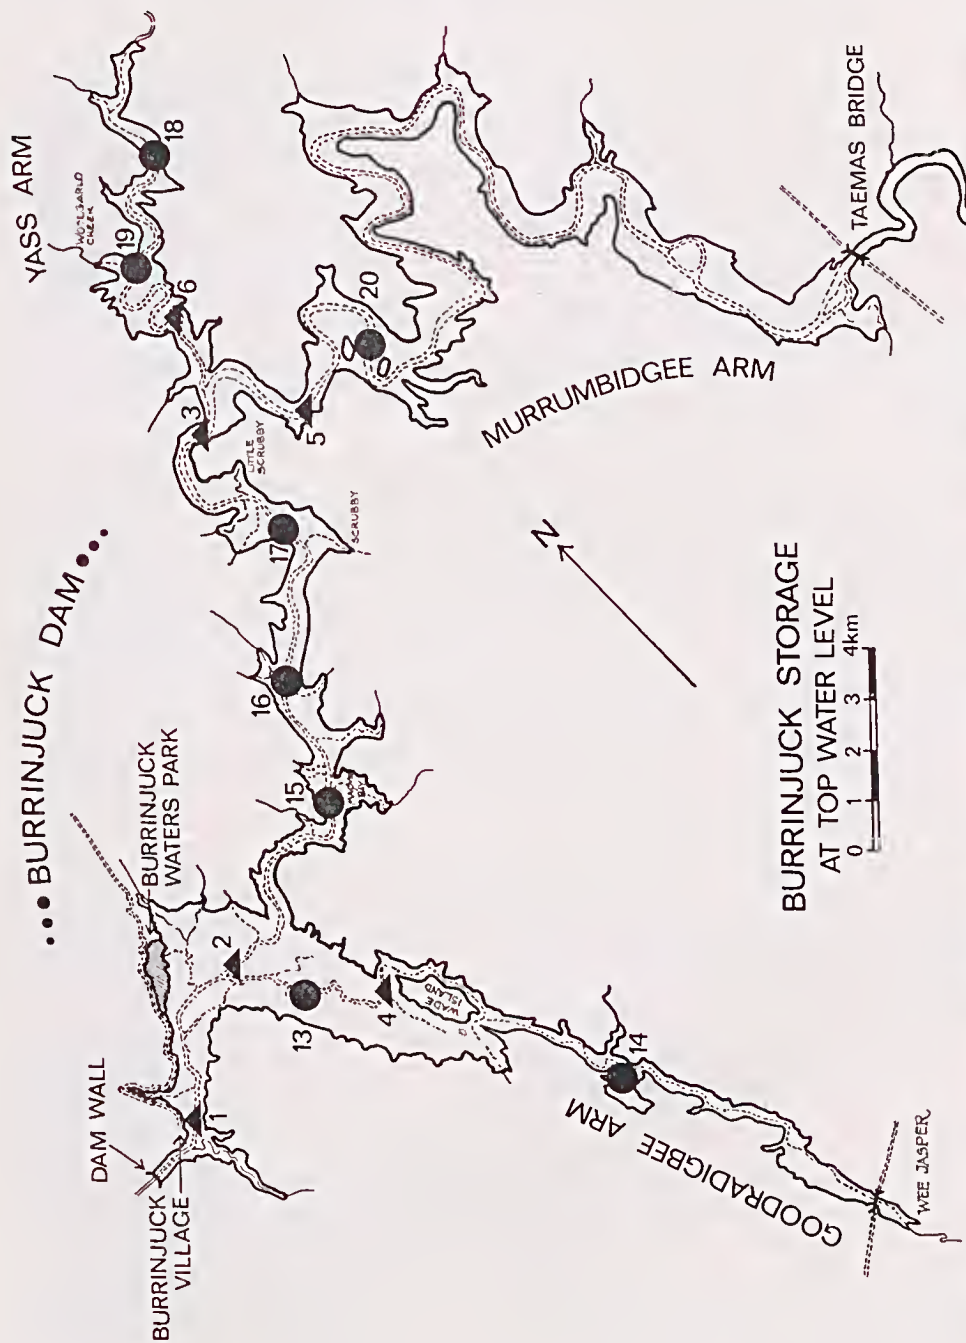 ...BURRINJUCK DAM...
DAM WALL
BURRINJUCK
VILLAGE
BURRINJUCK
WATERS PARK
YASS ARM
1
2
3
4
5
6
13
14
15
16
17
18
19
20
CREEK
LITTLE
SCRUBBY
SCRUBBY
WADE
ISLAND
GOODRADIGBEE ARM
WEE JASPER
MURRUMBIDGEE ARM
TAEMAS BRIDGE
N
BURRINJUCK STORAGE
AT TOP WATER LEVEL
0 1 2 3 4km